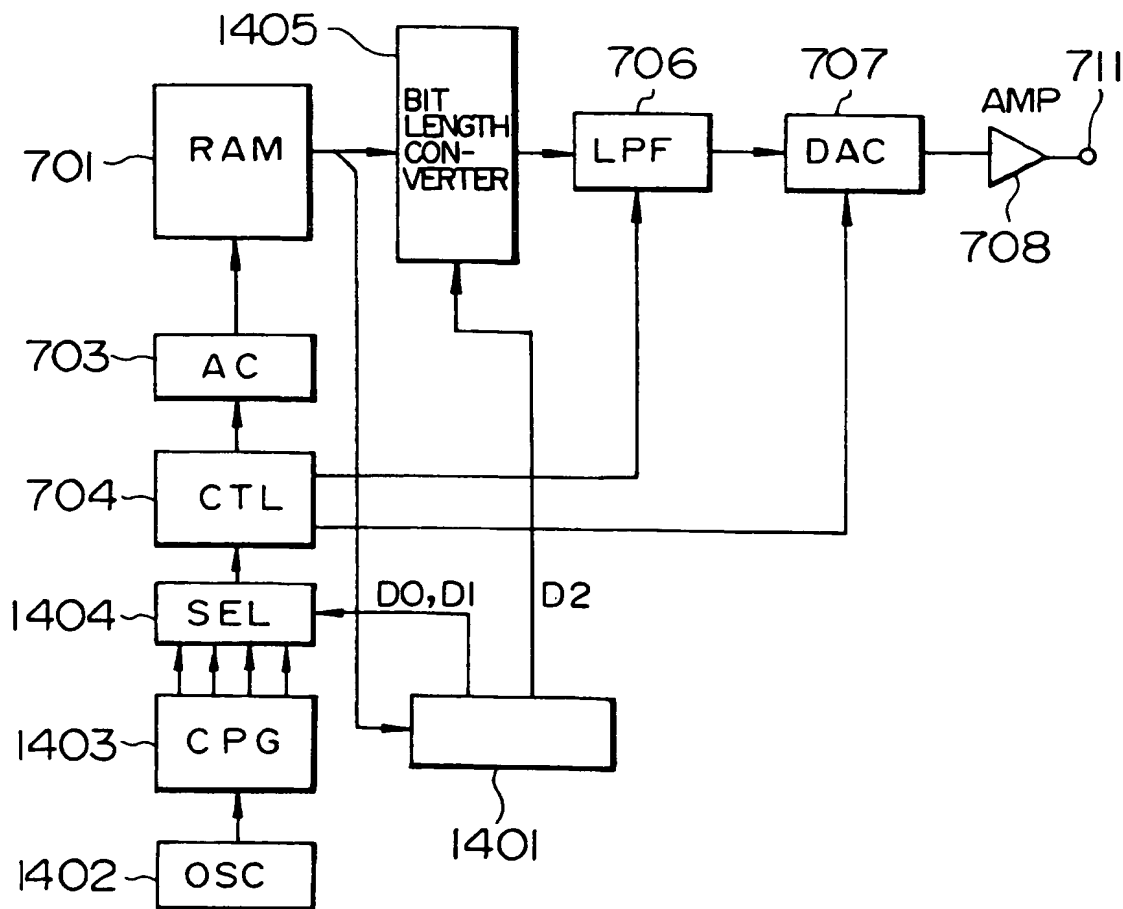 1405
706
707
711
AMP
701
RAM
BIT
LENGTH
CON-
VERTER
LPF
DAC
708
703
AC
704
CTL
1404
SEL
D0, D1
D2
1403
CPG
1401
1402
OSC